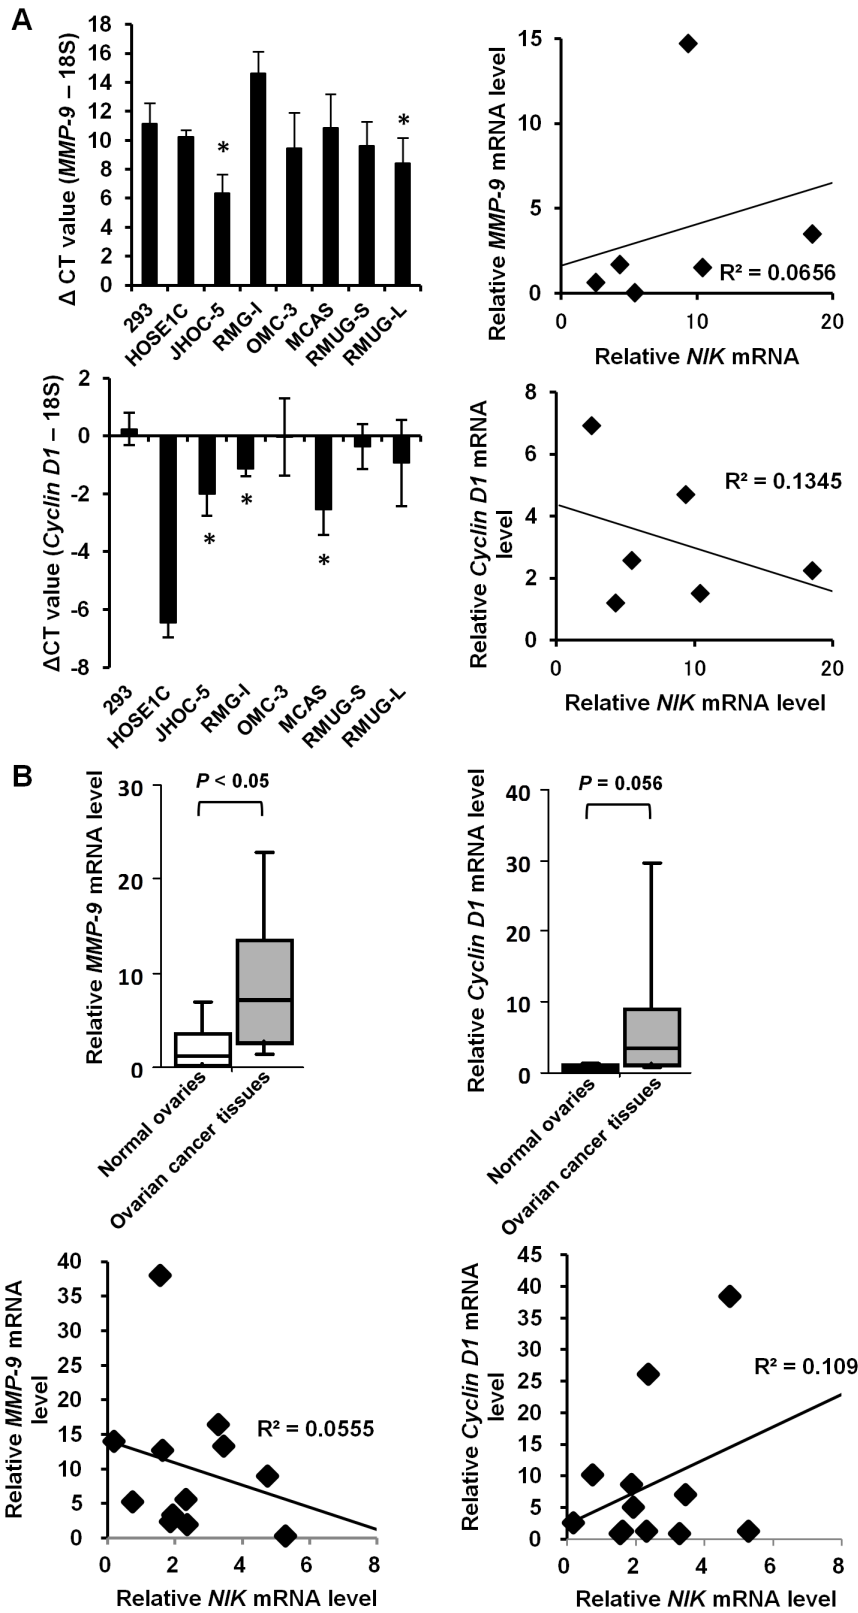 A
Δ CT value (MMP-9 – 18S)
18
16
14
12
10
8
6
4
2
0
*
*
293
HOSE1C
JHOC-5
RMG-I
OMC-3
MCAS
RMUG-S
RMUG-L
Relative MMP-9 mRNA level
15
10
5
0
R² = 0.0656
0
10
20
Relative NIK mRNA
ΔCT value (Cyclin D1 – 18S)
2
0
-2
-4
-6
-8
*
*
*
293
HOSE1C
JHOC-5
RMG-I
OMC-3
MCAS
RMUG-S
RMUG-L
Relative Cyclin D1 mRNA
level
8
6
4
2
0
R² = 0.1345
0
10
20
Relative NIK mRNA level
B
Relative MMP-9 mRNA level
30
20
10
0
P < 0.05
Normal ovaries
Ovarian cancer tissues
Relative Cyclin D1 mRNA level
40
30
20
10
0
P = 0.056
Normal ovaries
Ovarian cancer tissues
Relative MMP-9 mRNA
level
40
35
30
25
20
15
10
5
0
R² = 0.0555
0
2
4
6
8
Relative NIK mRNA level
Relative Cyclin D1 mRNA
level
45
40
35
30
25
20
15
10
5
0
R² = 0.109
0
2
4
6
8
Relative NIK mRNA level